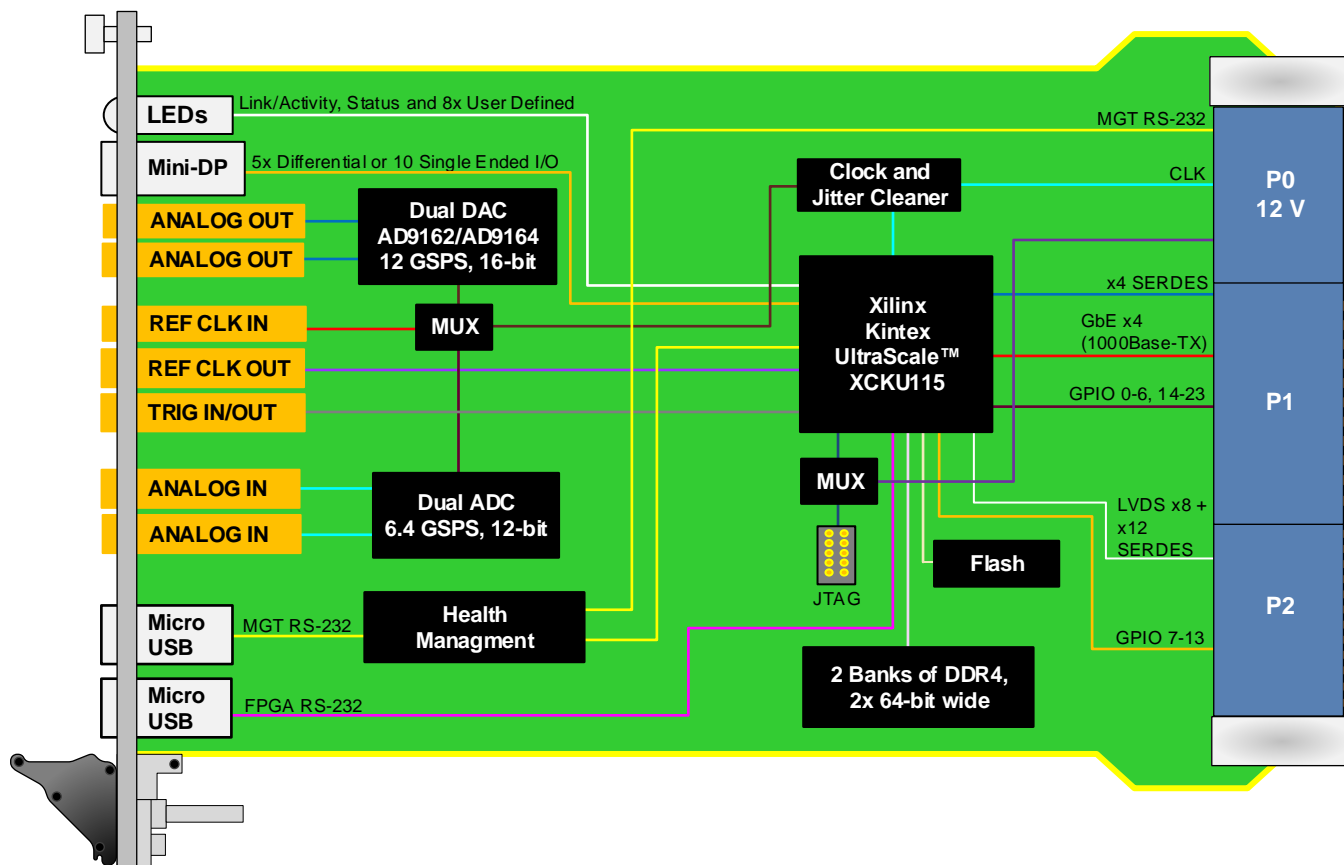 LEDs
Link/Activity, Status and 8x User Defined
Mini-DP
5x Differential or 10 Single Ended I/O
ANALOG OUT
ANALOG OUT
Dual DAC
AD9162/AD9164
12 GSPS, 16-bit
REF CLK IN
MUX
REF CLK OUT
TRIG IN/OUT
ANALOG IN
ANALOG IN
Dual ADC
6.4 GSPS, 12-bit
Micro
USB
MGT RS-232
Health
Managment
Micro
USB
FPGA RS-232
Clock and
Jitter Cleaner
Xilinx
Kintex
UltraScale™
XCKU115
MUX
JTAG
Flash
2 Banks of DDR4,
2x 64-bit wide
MGT RS-232
CLK
x4 SERDES
GbE x4
(1000Base-TX)
GPIO 0-6, 14-23
LVDS x8 +
x12
SERDES
GPIO 7-13
P0
12 V
P1
P2